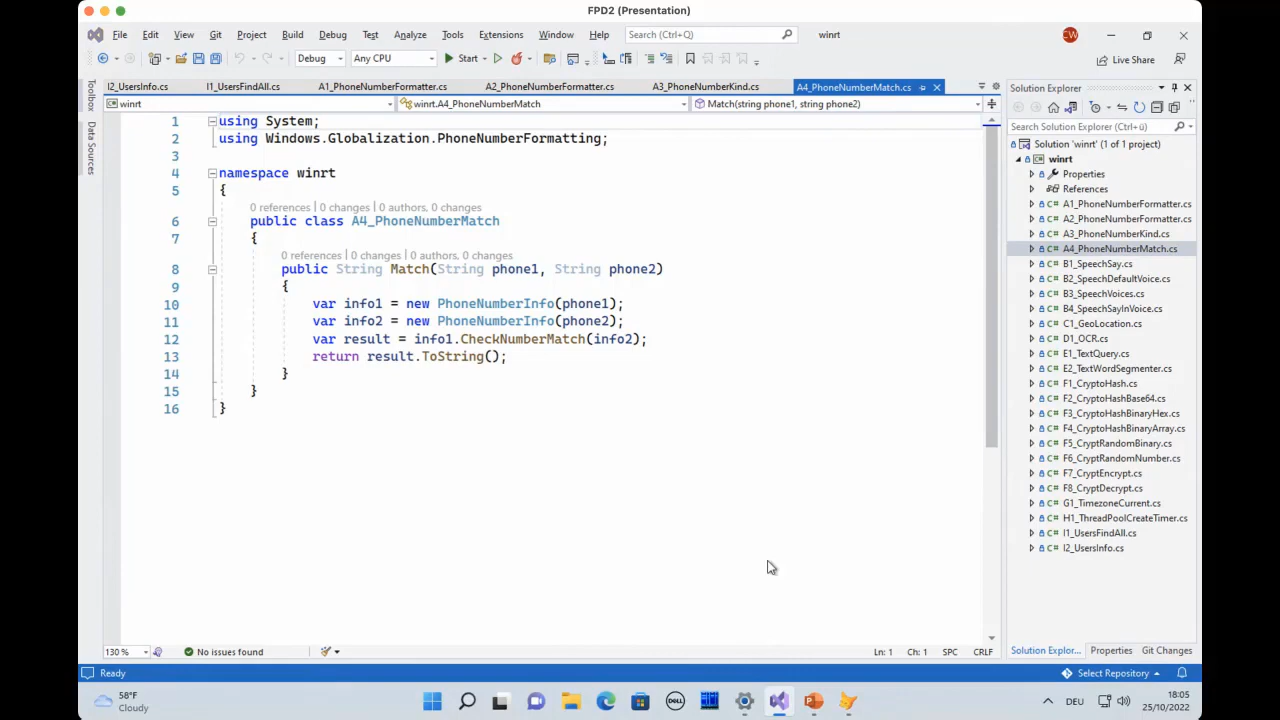 FPD2 (Presentation)
File Edit View Git Project Build Debug Test Analyze Tools Extensions Window Help Search (Ctrl+Q) winrt CW
Debug Any CPU Start Live Share
I2_UsersInfo.cs I1_UsersFindAll.cs A1_PhoneNumberFormatter.cs A2_PhoneNumberFormatter.cs A3_PhoneNumberKind.cs A4_PhoneNumberMatch.cs
winrt winrt.A4_PhoneNumberMatch Match(string phone1, string phone2)
Toolbox
Data Sources
1 using System;
2 using Windows.Globalization.PhoneNumberFormatting;
3
4 namespace winrt
5 {
0 references | 0 changes | 0 authors, 0 changes
6 public class A4_PhoneNumberMatch
7 {
0 references | 0 changes | 0 authors, 0 changes
8 public String Match(String phone1, String phone2)
9 {
10 var info1 = new PhoneNumberInfo(phone1);
11 var info2 = new PhoneNumberInfo(phone2);
12 var result = info1.CheckNumberMatch(info2);
13 return result.ToString();
14 }
15 }
16 }
130 % No issues found Ln: 1 Ch: 1 SPC CRLF
Solution Explorer
Search Solution Explorer (Ctrl+ü)
Solution 'winrt' (1 of 1 project)
winrt
Properties
References
C# A1_PhoneNumberFormatter.cs
C# A2_PhoneNumberFormatter.cs
C# A3_PhoneNumberKind.cs
C# A4_PhoneNumberMatch.cs
C# B1_SpeechSay.cs
C# B2_SpeechDefaultVoice.cs
C# B3_SpeechVoices.cs
C# B4_SpeechSayInVoice.cs
C# C1_GeoLocation.cs
C# D1_OCR.cs
C# E1_TextQuery.cs
C# E2_TextWordSegmenter.cs
C# F1_CryptoHash.cs
C# F2_CryptoHashBase64.cs
C# F3_CryptoHashBinaryHex.cs
C# F4_CryptoHashBinaryArray.cs
C# F5_CryptRandomBinary.cs
C# F6_CryptRandomNumber.cs
C# F7_CryptEncrypt.cs
C# F8_CryptDecrypt.cs
C# G1_TimezoneCurrent.cs
C# H1_ThreadPoolCreateTimer.cs
C# I1_UsersFindAll.cs
C# I2_UsersInfo.cs
Solution Explor... Properties Git Changes
Ready Select Repository
58°F
Cloudy
DELL
DEU
18:05
25/10/2022